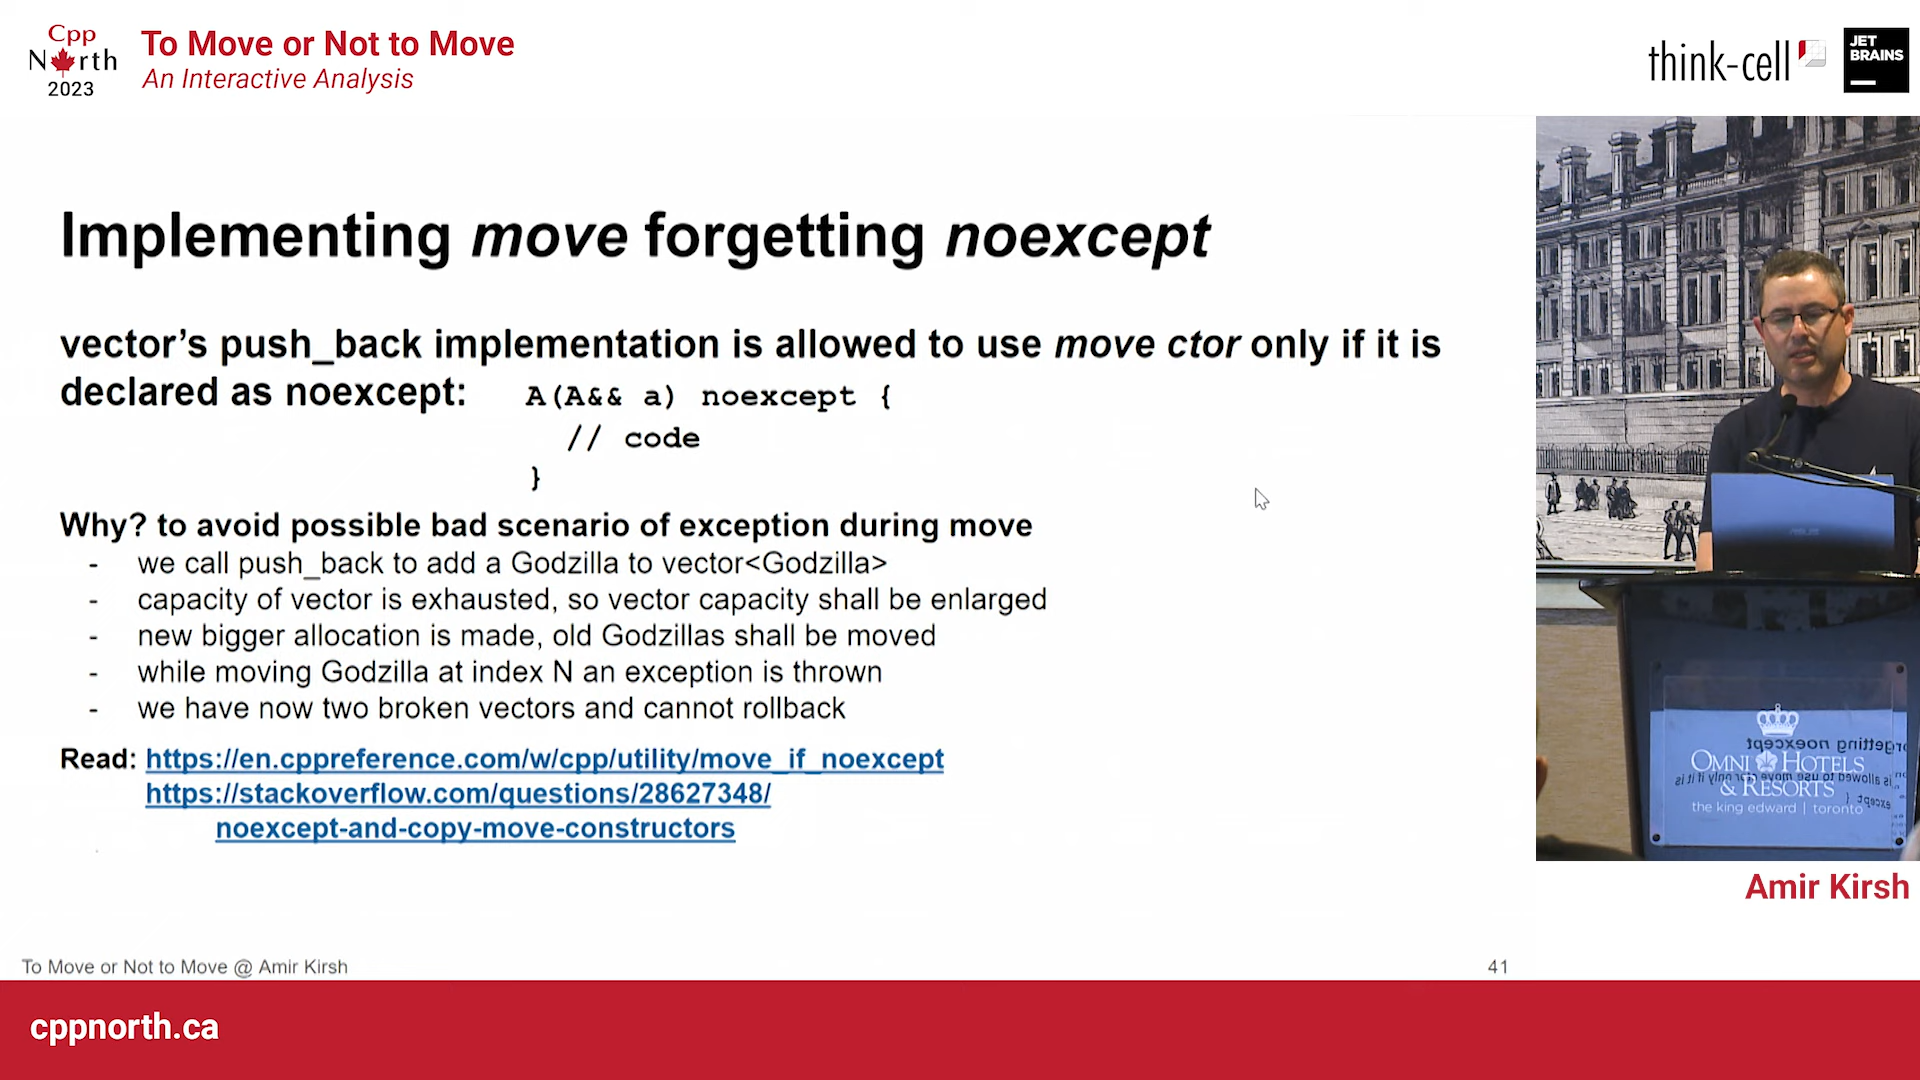 Cpp
North
2023
To Move or Not to Move
An Interactive Analysis
think-cell
JET
BRAINS
Implementing move forgetting noexcept
vector’s push_back implementation is allowed to use move ctor only if it is
declared as noexcept:
A(A&& a) noexcept {
// code
}
Why? to avoid possible bad scenario of exception during move
- we call push_back to add a Godzilla to vector<Godzilla>
- capacity of vector is exhausted, so vector capacity shall be enlarged
- new bigger allocation is made, old Godzillas shall be moved
- while moving Godzilla at index N an exception is thrown
- we have now two broken vectors and cannot rollback
Read: https://en.cppreference.com/w/cpp/utility/move_if_noexcept
https://stackoverflow.com/questions/28627348/
noexcept-and-copy-move-constructors
OMNI HOTELS
& RESORTS
the king edward | toronto
Amir Kirsh
To Move or Not to Move @ Amir Kirsh
41
cppnorth.ca